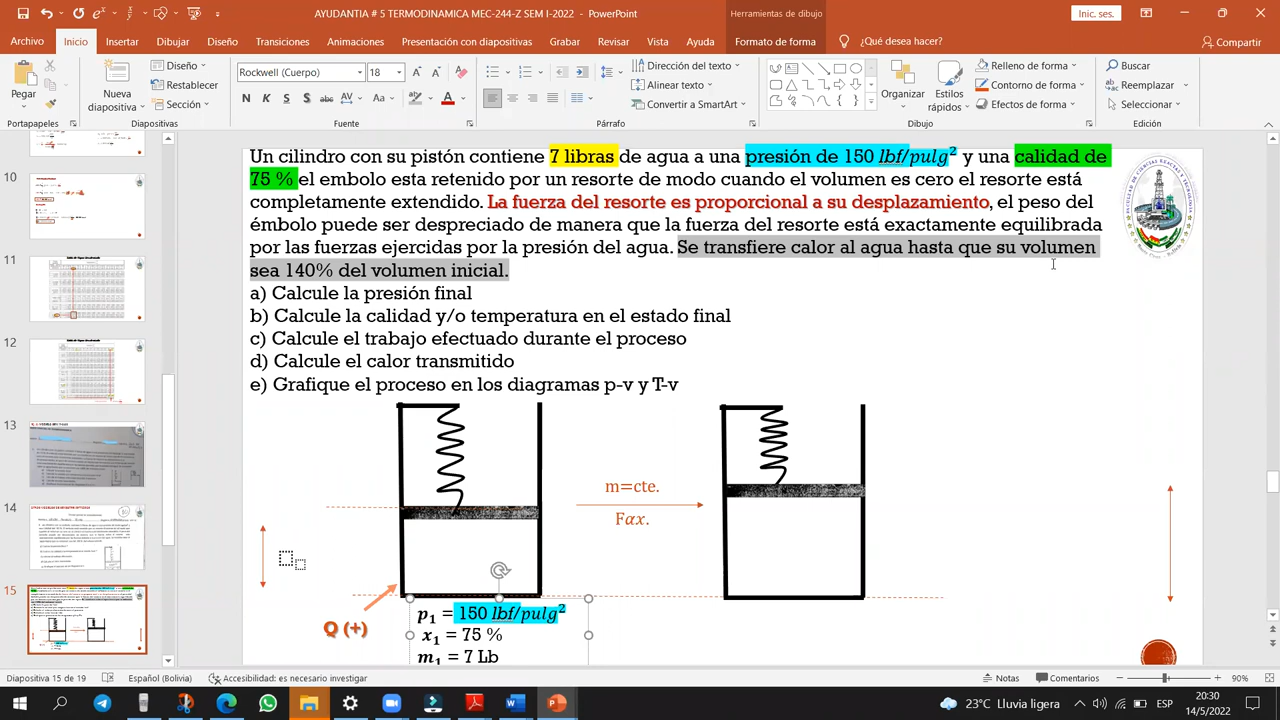 AYUDANTIA # 5 TERMODINAMICA MEC-244-Z SEM I-2022 - PowerPoint
Herramientas de dibujo
Inic. ses.
Archivo Inicio Insertar Dibujar Diseño Transiciones Animaciones Presentación con diapositivas Grabar Revisar Vista Ayuda Formato de forma ¿Qué desea hacer? Compartir
Pegar
Nueva diapositiva
Diseño
Restablecer
Sección
Rockwell (Cuerpo) 18
N K S abc AV Aa A
Dirección del texto
Alinear texto
Convertir a SmartArt
Organizar
Estilos rápidos
Relleno de forma
Contorno de forma
Efectos de forma
Buscar
Reemplazar
Seleccionar
Portapapeles Diapositivas Fuente Párrafo Dibujo Edición
10
11
12
13
14
15
Un cilindro con su pistón contiene 7 libras de agua a una presión de 150 lbf/pulg² y una calidad de
75 % el embolo esta retenido por un resorte de modo cuando el volumen es cero el resorte está
completamente extendido. La fuerza del resorte es proporcional a su desplazamiento, el peso del
émbolo puede ser despreciado de manera que la fuerza del resorte está exactamente equilibrada
por las fuerzas ejercidas por la presión del agua. Se transfiere calor al agua hasta que su volumen
sea 140% del volumen inicial
a) Calcule la presión final
b) Calcule la calidad y/o temperatura en el estado final
c) Calcule el trabajo efectuado durante el proceso
d) Calcule el calor transmitido
e) Grafique el proceso en los diagramas p-v y T-v
m=cte.
Fαx.
Q (+)
p₁ = 150 lbf/pulg²
x₁ = 75 %
m₁ = 7 Lb
Diapositiva 15 de 19 Español (Bolivia) Accesibilidad: es necesario investigar Notas Comentarios 90%
23°C Lluvia ligera ESP 20:30
14/5/2022